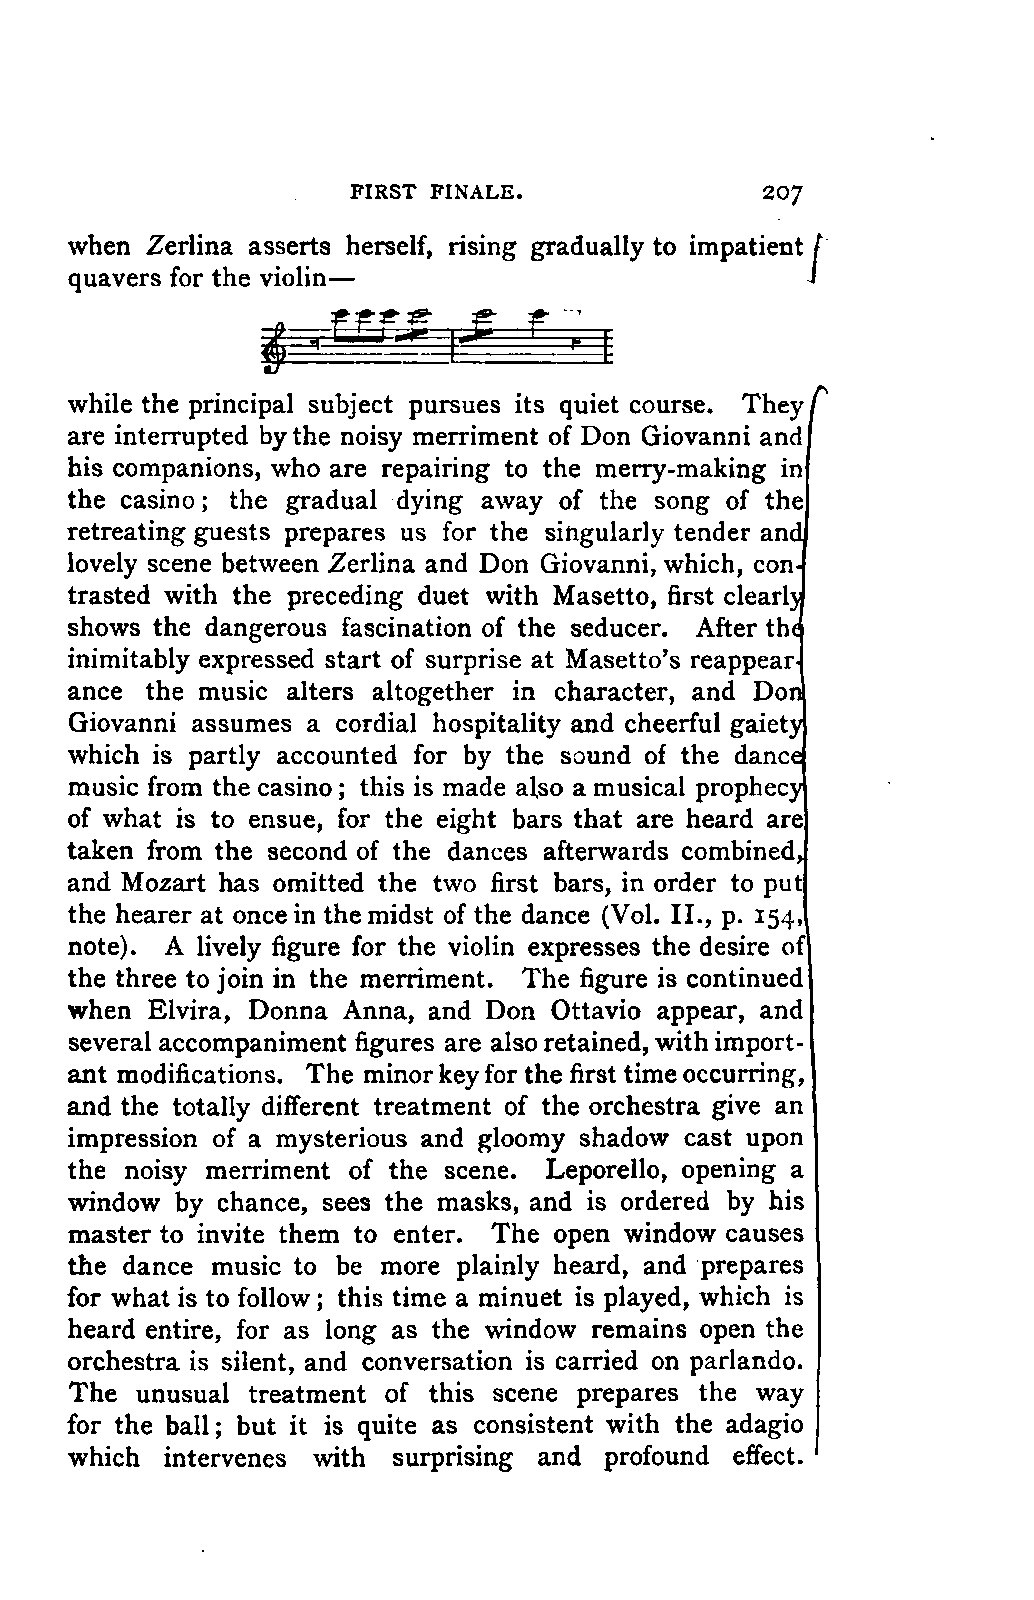 FIRST FINALE. 207
when Zerlina asserts herself, rising gradually to impatient
quavers for the violin—
while the principal subject pursues its quiet course. They
are interrupted by the noisy merriment of Don Giovanni and
his companions, who are repairing to the merry-making in
the casino; the gradual dying away of the song of the
retreating guests prepares us for the singularly tender and
lovely scene between Zerlina and Don Giovanni, which, con-
trasted with the preceding duet with Masetto, first clearly
shows the dangerous fascination of the seducer. After the
inimitably expressed start of surprise at Masetto's reappear-
ance the music alters altogether in character, and Don
Giovanni assumes a cordial hospitality and cheerful gaiety
which is partly accounted for by the sound of the dance
music from the casino; this is made also a musical prophecy
of what is to ensue, for the eight bars that are heard are
taken from the second of the dances afterwards combined,
and Mozart has omitted the two first bars, in order to put
the hearer at once in the midst of the dance (Vol. II., p. 154,
note). A lively figure for the violin expresses the desire of
the three to join in the merriment. The figure is continued
when Elvira, Donna Anna, and Don Ottavio appear, and
several accompaniment figures are also retained, with import-
ant modifications. The minor key for the first time occurring,
and the totally different treatment of the orchestra give an
impression of a mysterious and gloomy shadow cast upon
the noisy merriment of the scene. Leporello, opening a
window by chance, sees the masks, and is ordered by his
master to invite them to enter. The open window causes
the dance music to be more plainly heard, and prepares
for what is to follow; this time a minuet is played, which is
heard entire, for as long as the window remains open the
orchestra is silent, and conversation is carried on parlando.
The unusual treatment of this scene prepares the way
for the ball; but it is quite as consistent with the adagio
which intervenes with surprising and profound effect.